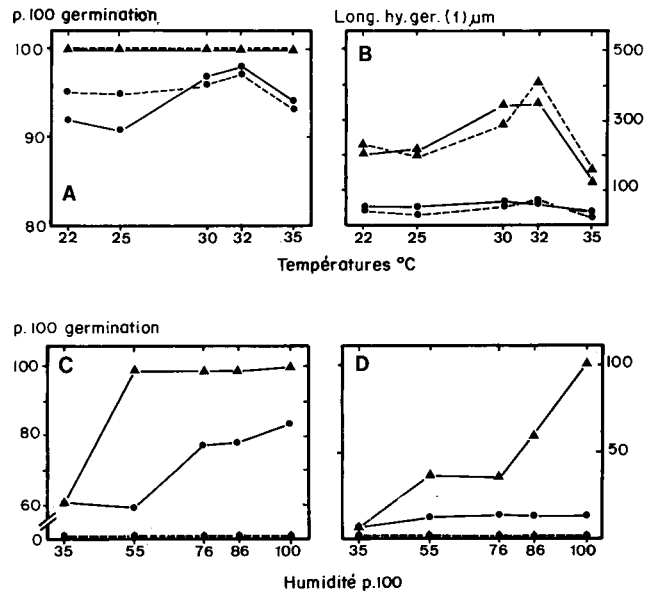 p.100 germination
Long. hy. ger. (1) µm
100
90
80
A
B
500
300
100
22 25 30 32 35
22 25 30 32 35
Températures °C
p.100 germination
100
80
60
0
C
D
100
50
35 55 76 86 100
35 55 76 86 100
Humidité p.100